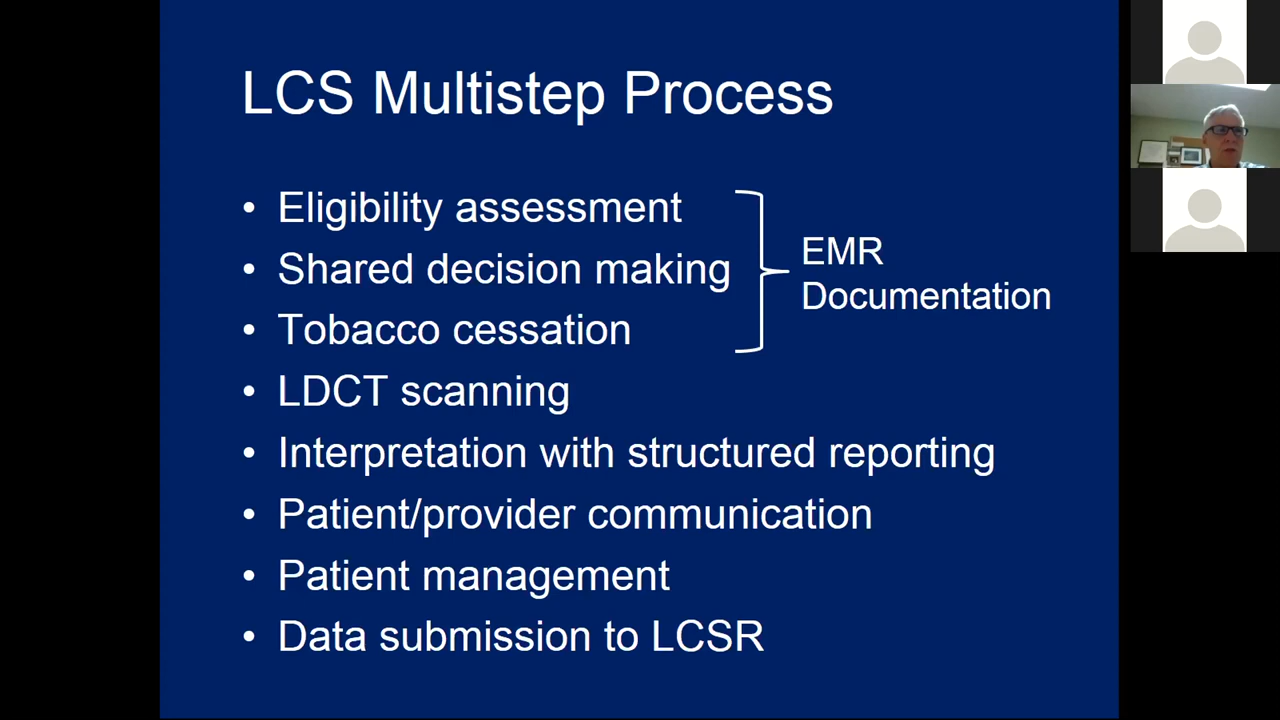 LCS Multistep Process
• Eligibility assessment
• Shared decision making
• Tobacco cessation
EMR
Documentation
• LDCT scanning
• Interpretation with structured reporting
• Patient/provider communication
• Patient management
• Data submission to LCSR